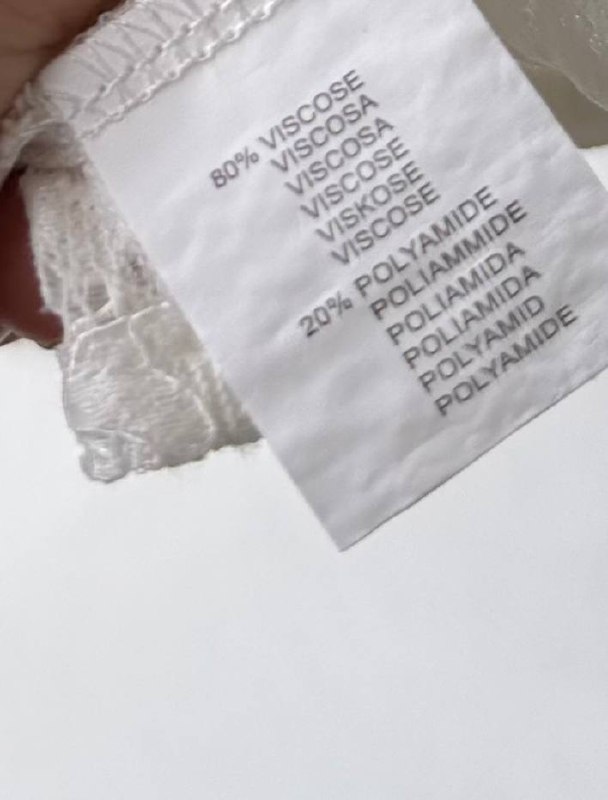 80% VISCOSE
VISCOSA
VISCOSA
VISCOSE
VISKOSE
VISCOSE
20% POLYAMIDE
POLIAMMIDE
POLIAMIDA
POLIAMIDA
POLYAMID
POLYAMIDE